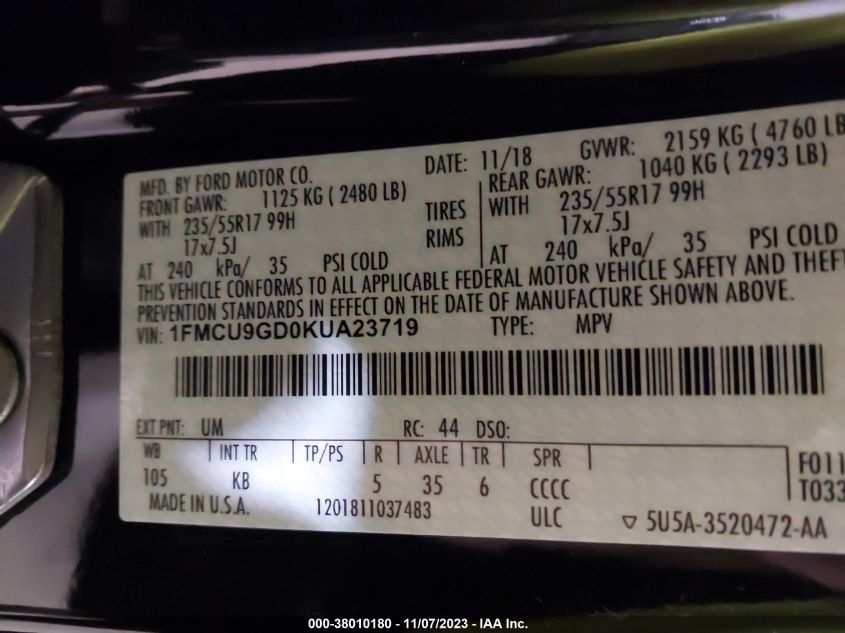 MFD. BY FORD MOTOR CO. DATE: 11/18 GVWR: 2159 KG ( 4760 LB
FRONT GAWR: 1125 KG ( 2480 LB) REAR GAWR: 1040 KG ( 2293 LB)
WITH 235/55R17 99H TIRES WITH 235/55R17 99H
17x7.5J RIMS 17x7.5J
AT 240 kPa/ 35 PSI COLD AT 240 kPa/ 35 PSI COLD
THIS VEHICLE CONFORMS TO ALL APPLICABLE FEDERAL MOTOR VEHICLE SAFETY AND THEFT
PREVENTION STANDARDS IN EFFECT ON THE DATE OF MANUFACTURE SHOWN ABOVE.
VIN: 1FMCU9GD0KUA23719 TYPE: MPV
EXT PNT: UM RC: 44 DSO:
WB INT TR TP/PS R AXLE TR SPR
105 KB 5 35 6 CCCC
F011
T033
MADE IN U.S.A. 1201811037483 ULC ▽ 5U5A-3520472-AA
000-38010180 - 11/07/2023 - IAA Inc.